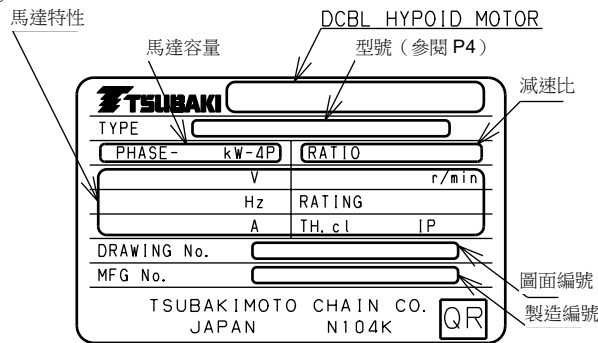 馬達特性
DCBL HYPOID MOTOR
馬達容量
型號（參閱 P4）
減速比
TSUBAKI
TYPE
PHASE- kW-4P RATIO
V r/min
Hz RATING
A TH.cl IP
DRAWING No.
MFG No.
圖面編號
TSUBAKIMOTO CHAIN CO.
製造編號
JAPAN N104K QR